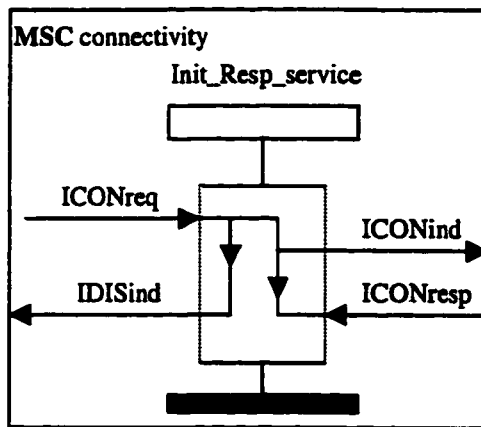 MSC connectivity
Init_Resp_service
ICONreq
ICONind
IDISind
ICONresp